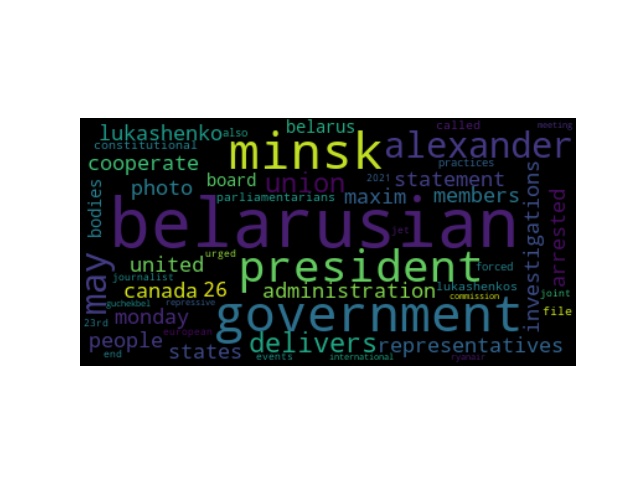 lukashenko also belarus called meeting
constitutional minsk alexander
cooperate practices
photo board union 2021 statement
bodies parliamentarians maxim members
belarusian jet investigations arrested
may united urged president forced
journalist canada 26 administration lukashenkos
guchekbel repressive commission joint
monday government file
23rd european
people delivers representatives
end states events international ryanair